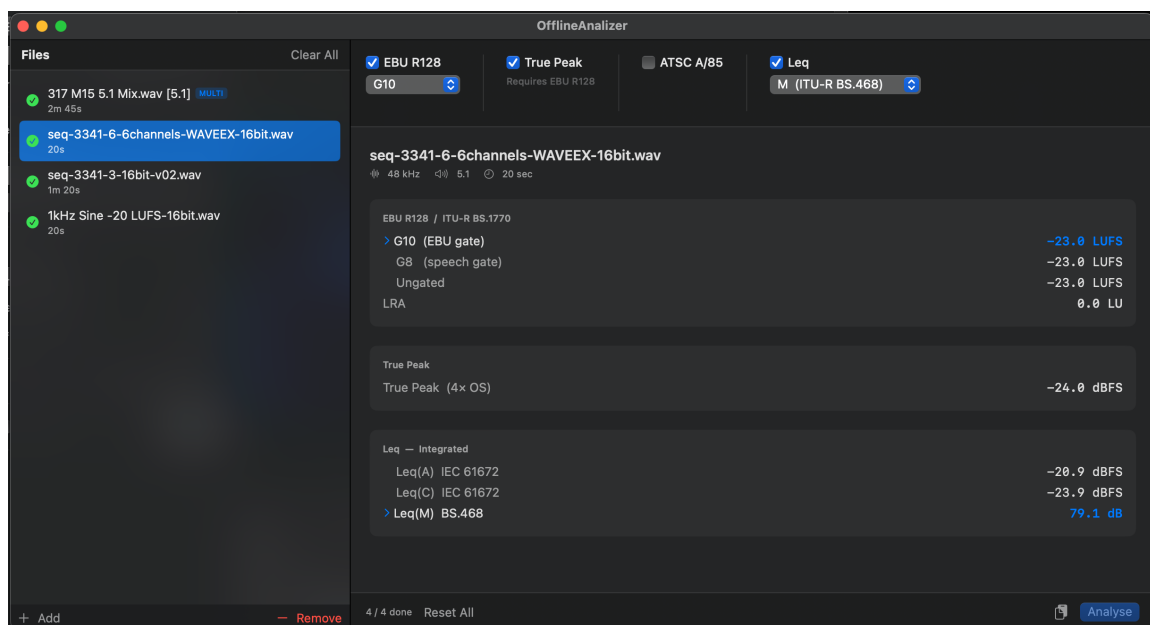 OfflineAnalizer
Files
Clear All
317 M15 5.1 Mix.wav [5.1] MULTI
2m 45s
seq-3341-6-6channels-WAVEEX-16bit.wav
20s
seq-3341-3-16bit-v02.wav
1m 20s
1kHz Sine -20 LUFS-16bit.wav
20s
+ Add
— Remove
EBU R128
G10
True Peak
Requires EBU R128
ATSC A/85
Leq
M (ITU-R BS.468)
seq-3341-6-6channels-WAVEEX-16bit.wav
48 kHz 5.1 20 sec
EBU R128 / ITU-R BS.1770
> G10 (EBU gate) -23.0 LUFS
G8 (speech gate) -23.0 LUFS
Ungated -23.0 LUFS
LRA 0.0 LU
True Peak
True Peak (4× OS) -24.0 dBFS
Leq — Integrated
Leq(A) IEC 61672 -20.9 dBFS
Leq(C) IEC 61672 -23.9 dBFS
> Leq(M) BS.468 79.1 dB
4 / 4 done Reset All
Analyse